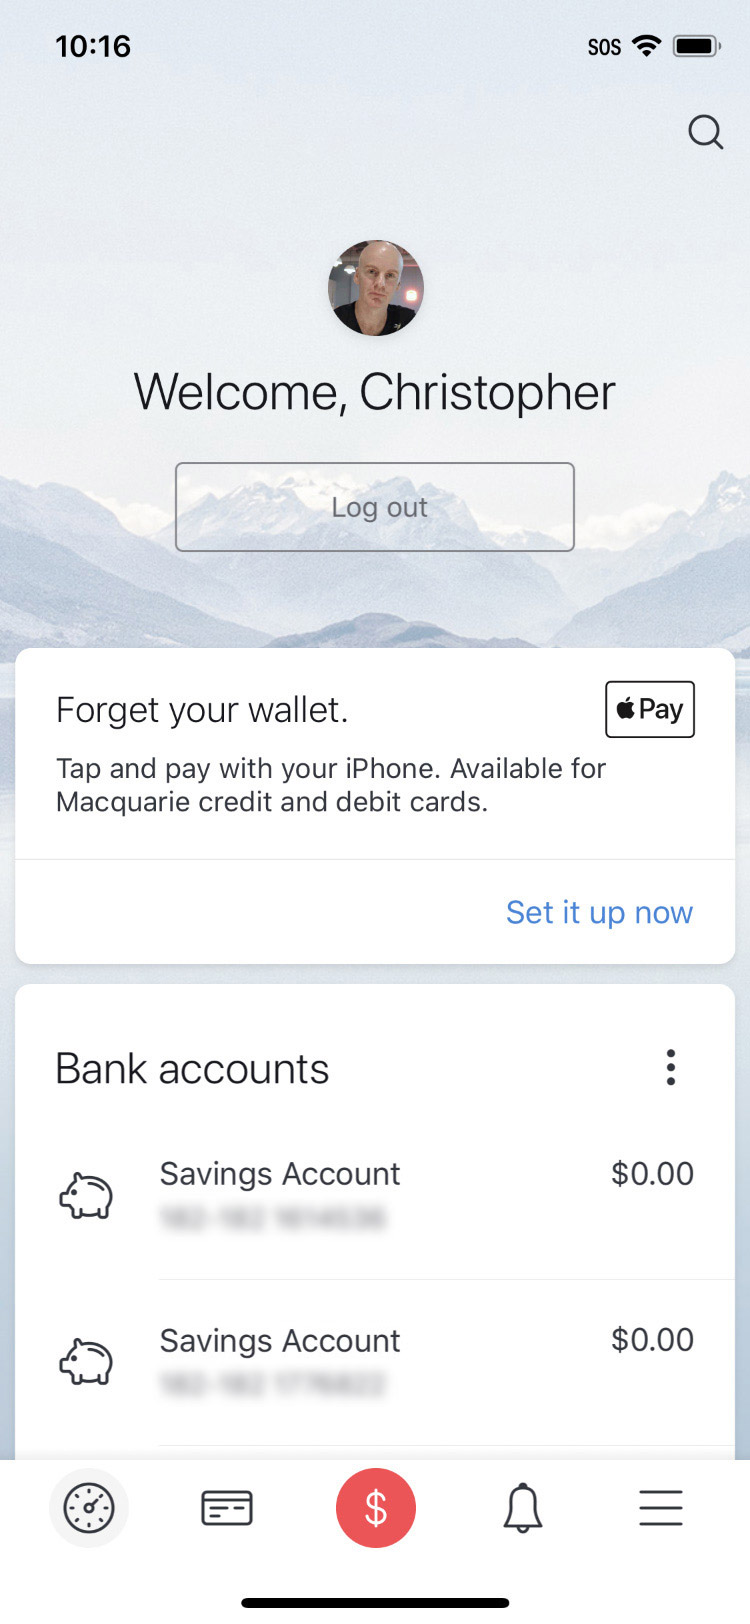 10:16
SOS
Welcome, Christopher
Log out
Forget your wallet.
Pay
Tap and pay with your iPhone. Available for
Macquarie credit and debit cards.
Set it up now
Bank accounts
Savings Account
$0.00
Savings Account
$0.00
$